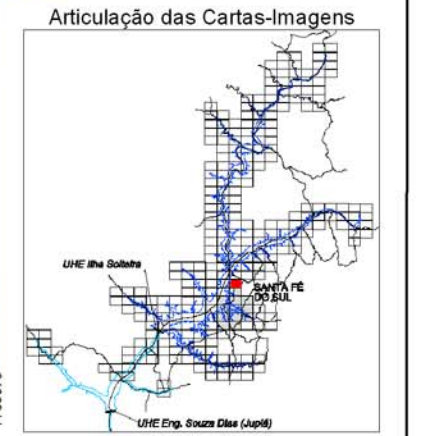 Articulação das Cartas-Imagens
UHE Ilha Solteira
SANTA FÉ
DO SUL
UHE Eng. Souza Dias (Jupiá)